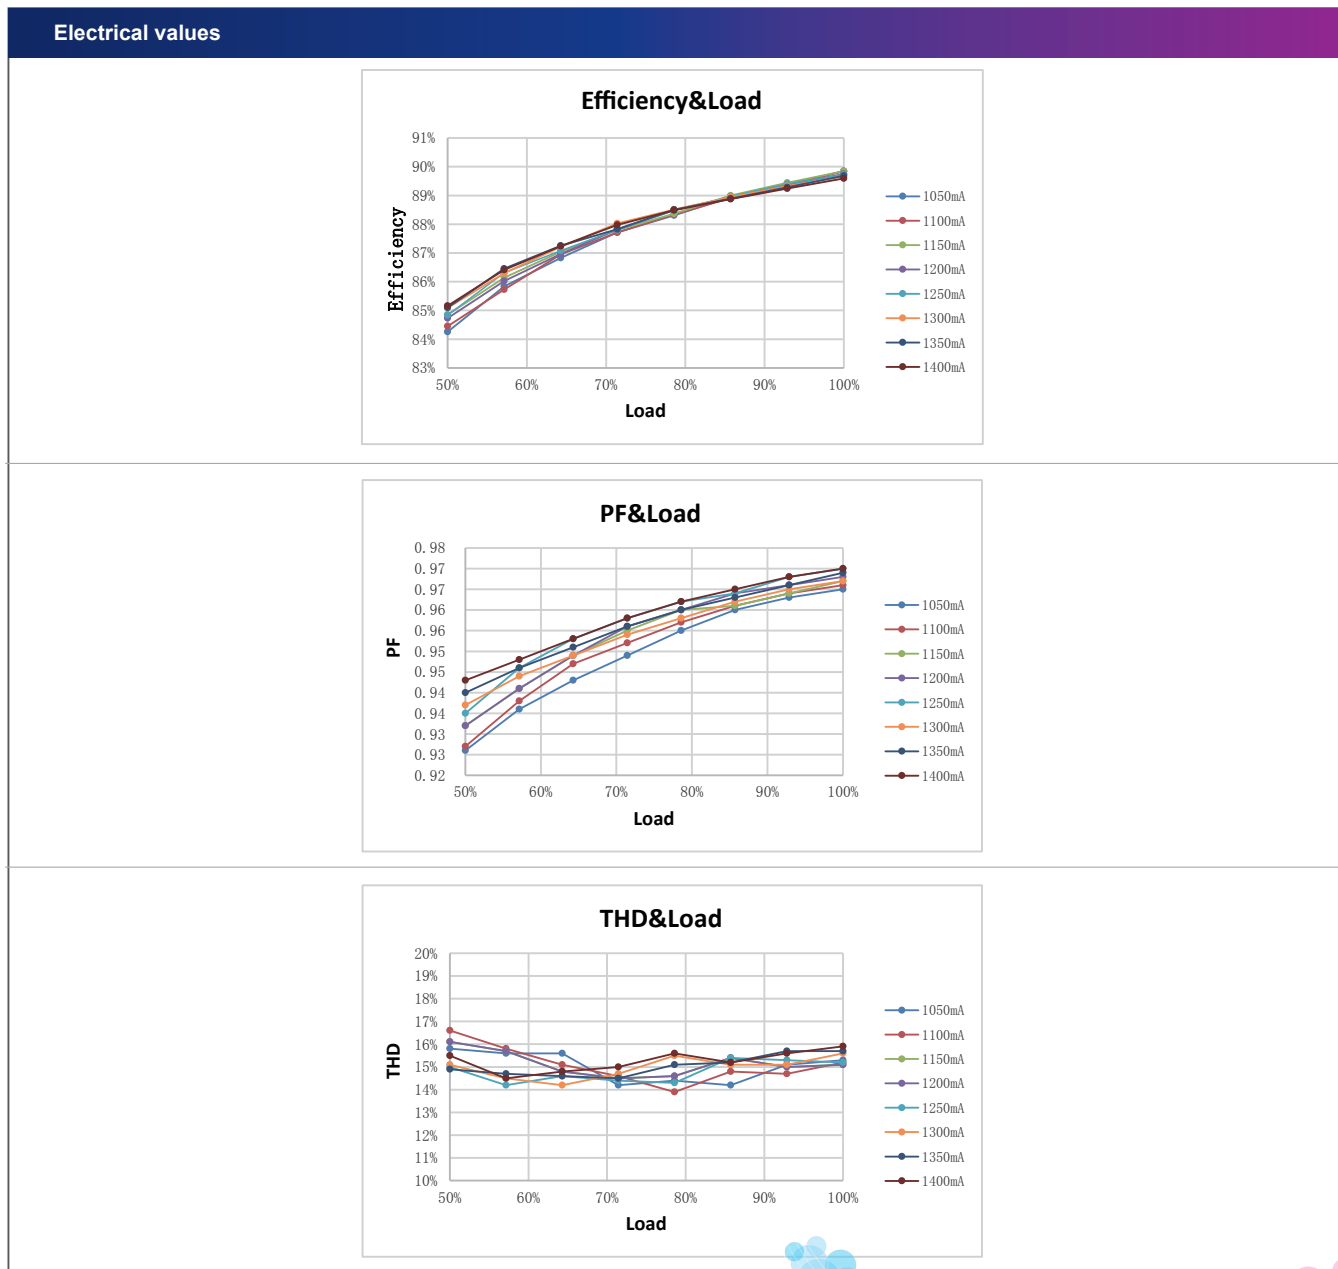 Electrical values
Efficiency&Load
91%
90%
89%
88%
87%
86%
85%
84%
83%
Efficiency
50% 60% 70% 80% 90% 100%
Load
1050mA
1100mA
1150mA
1200mA
1250mA
1300mA
1350mA
1400mA
PF&Load
0.98
0.97
0.97
0.96
0.96
0.95
0.95
0.94
0.94
0.93
0.93
0.92
PF
50% 60% 70% 80% 90% 100%
Load
1050mA
1100mA
1150mA
1200mA
1250mA
1300mA
1350mA
1400mA
THD&Load
20%
19%
18%
17%
16%
15%
14%
13%
12%
11%
10%
THD
50% 60% 70% 80% 90% 100%
Load
1050mA
1100mA
1150mA
1200mA
1250mA
1300mA
1350mA
1400mA